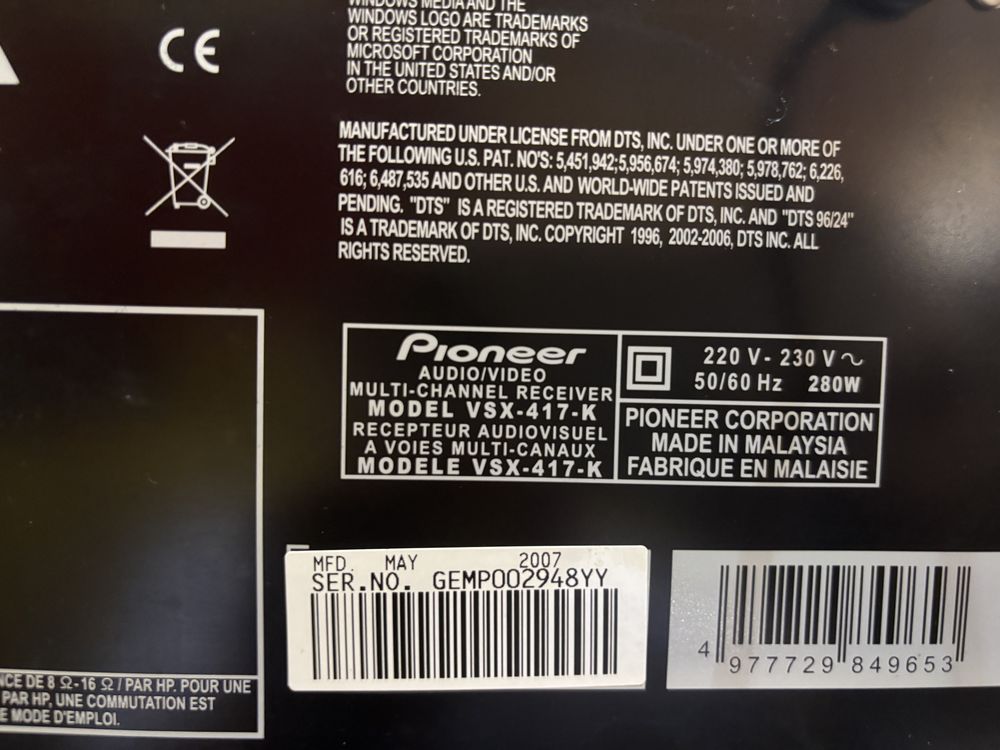 WINDOWS MEDIA AND THE
WINDOWS LOGO ARE TRADEMARKS
OR REGISTERED TRADEMARKS OF
MICROSOFT CORPORATION
IN THE UNITED STATES AND/OR
OTHER COUNTRIES.
CE
MANUFACTURED UNDER LICENSE FROM DTS, INC. UNDER ONE OR MORE OF
THE FOLLOWING U.S. PAT. NO'S: 5,451,942;5,956,674; 5,974,380; 5,978,762; 6,226,
616; 6,487,535 AND OTHER U.S. AND WORLD-WIDE PATENTS ISSUED AND
PENDING. "DTS" IS A REGISTERED TRADEMARK OF DTS, INC. AND "DTS 96/24"
IS A TRADEMARK OF DTS, INC. COPYRIGHT 1996, 2002-2006, DTS INC. ALL
RIGHTS RESERVED.
Pioneer
AUDIO/VIDEO
MULTI-CHANNEL RECEIVER
MODEL VSX-417-K
RECEPTEUR AUDIOVISUEL
A VOIES MULTI-CANAUX
MODELE VSX-417-K
220 V - 230 V ~
50/60 Hz 280W
PIONEER CORPORATION
MADE IN MALAYSIA
FABRIQUE EN MALAISIE
MFD. MAY 2007
SER.NO. GEMP002948YY
4 977729 849653
NCE DE 8 Ω-16 Ω / PAR HP. POUR UNE
PAR HP, UNE COMMUTATION EST
E MODE D'EMPLOI.